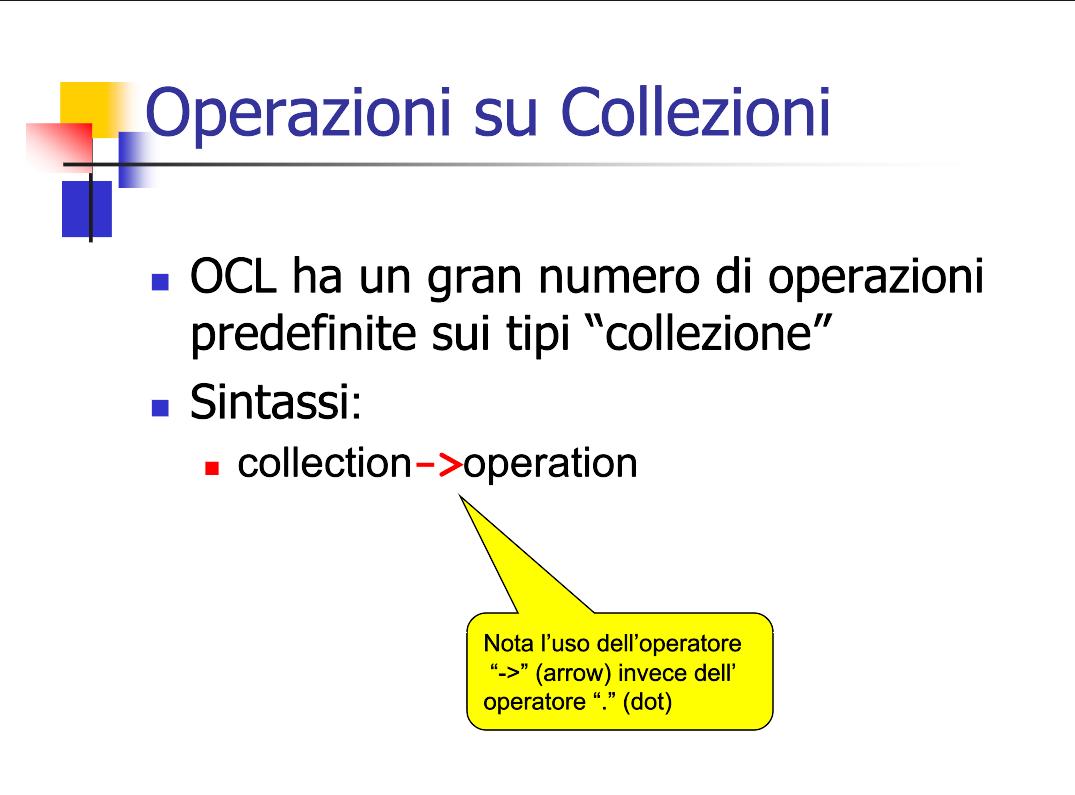 Operazioni su Collezioni
OCL ha un gran numero di operazioni
predefinite sui tipi “collezione”
Sintassi:
collection->operation
Nota l’uso dell’operatore
“->” (arrow) invece dell’
operatore “.” (dot)